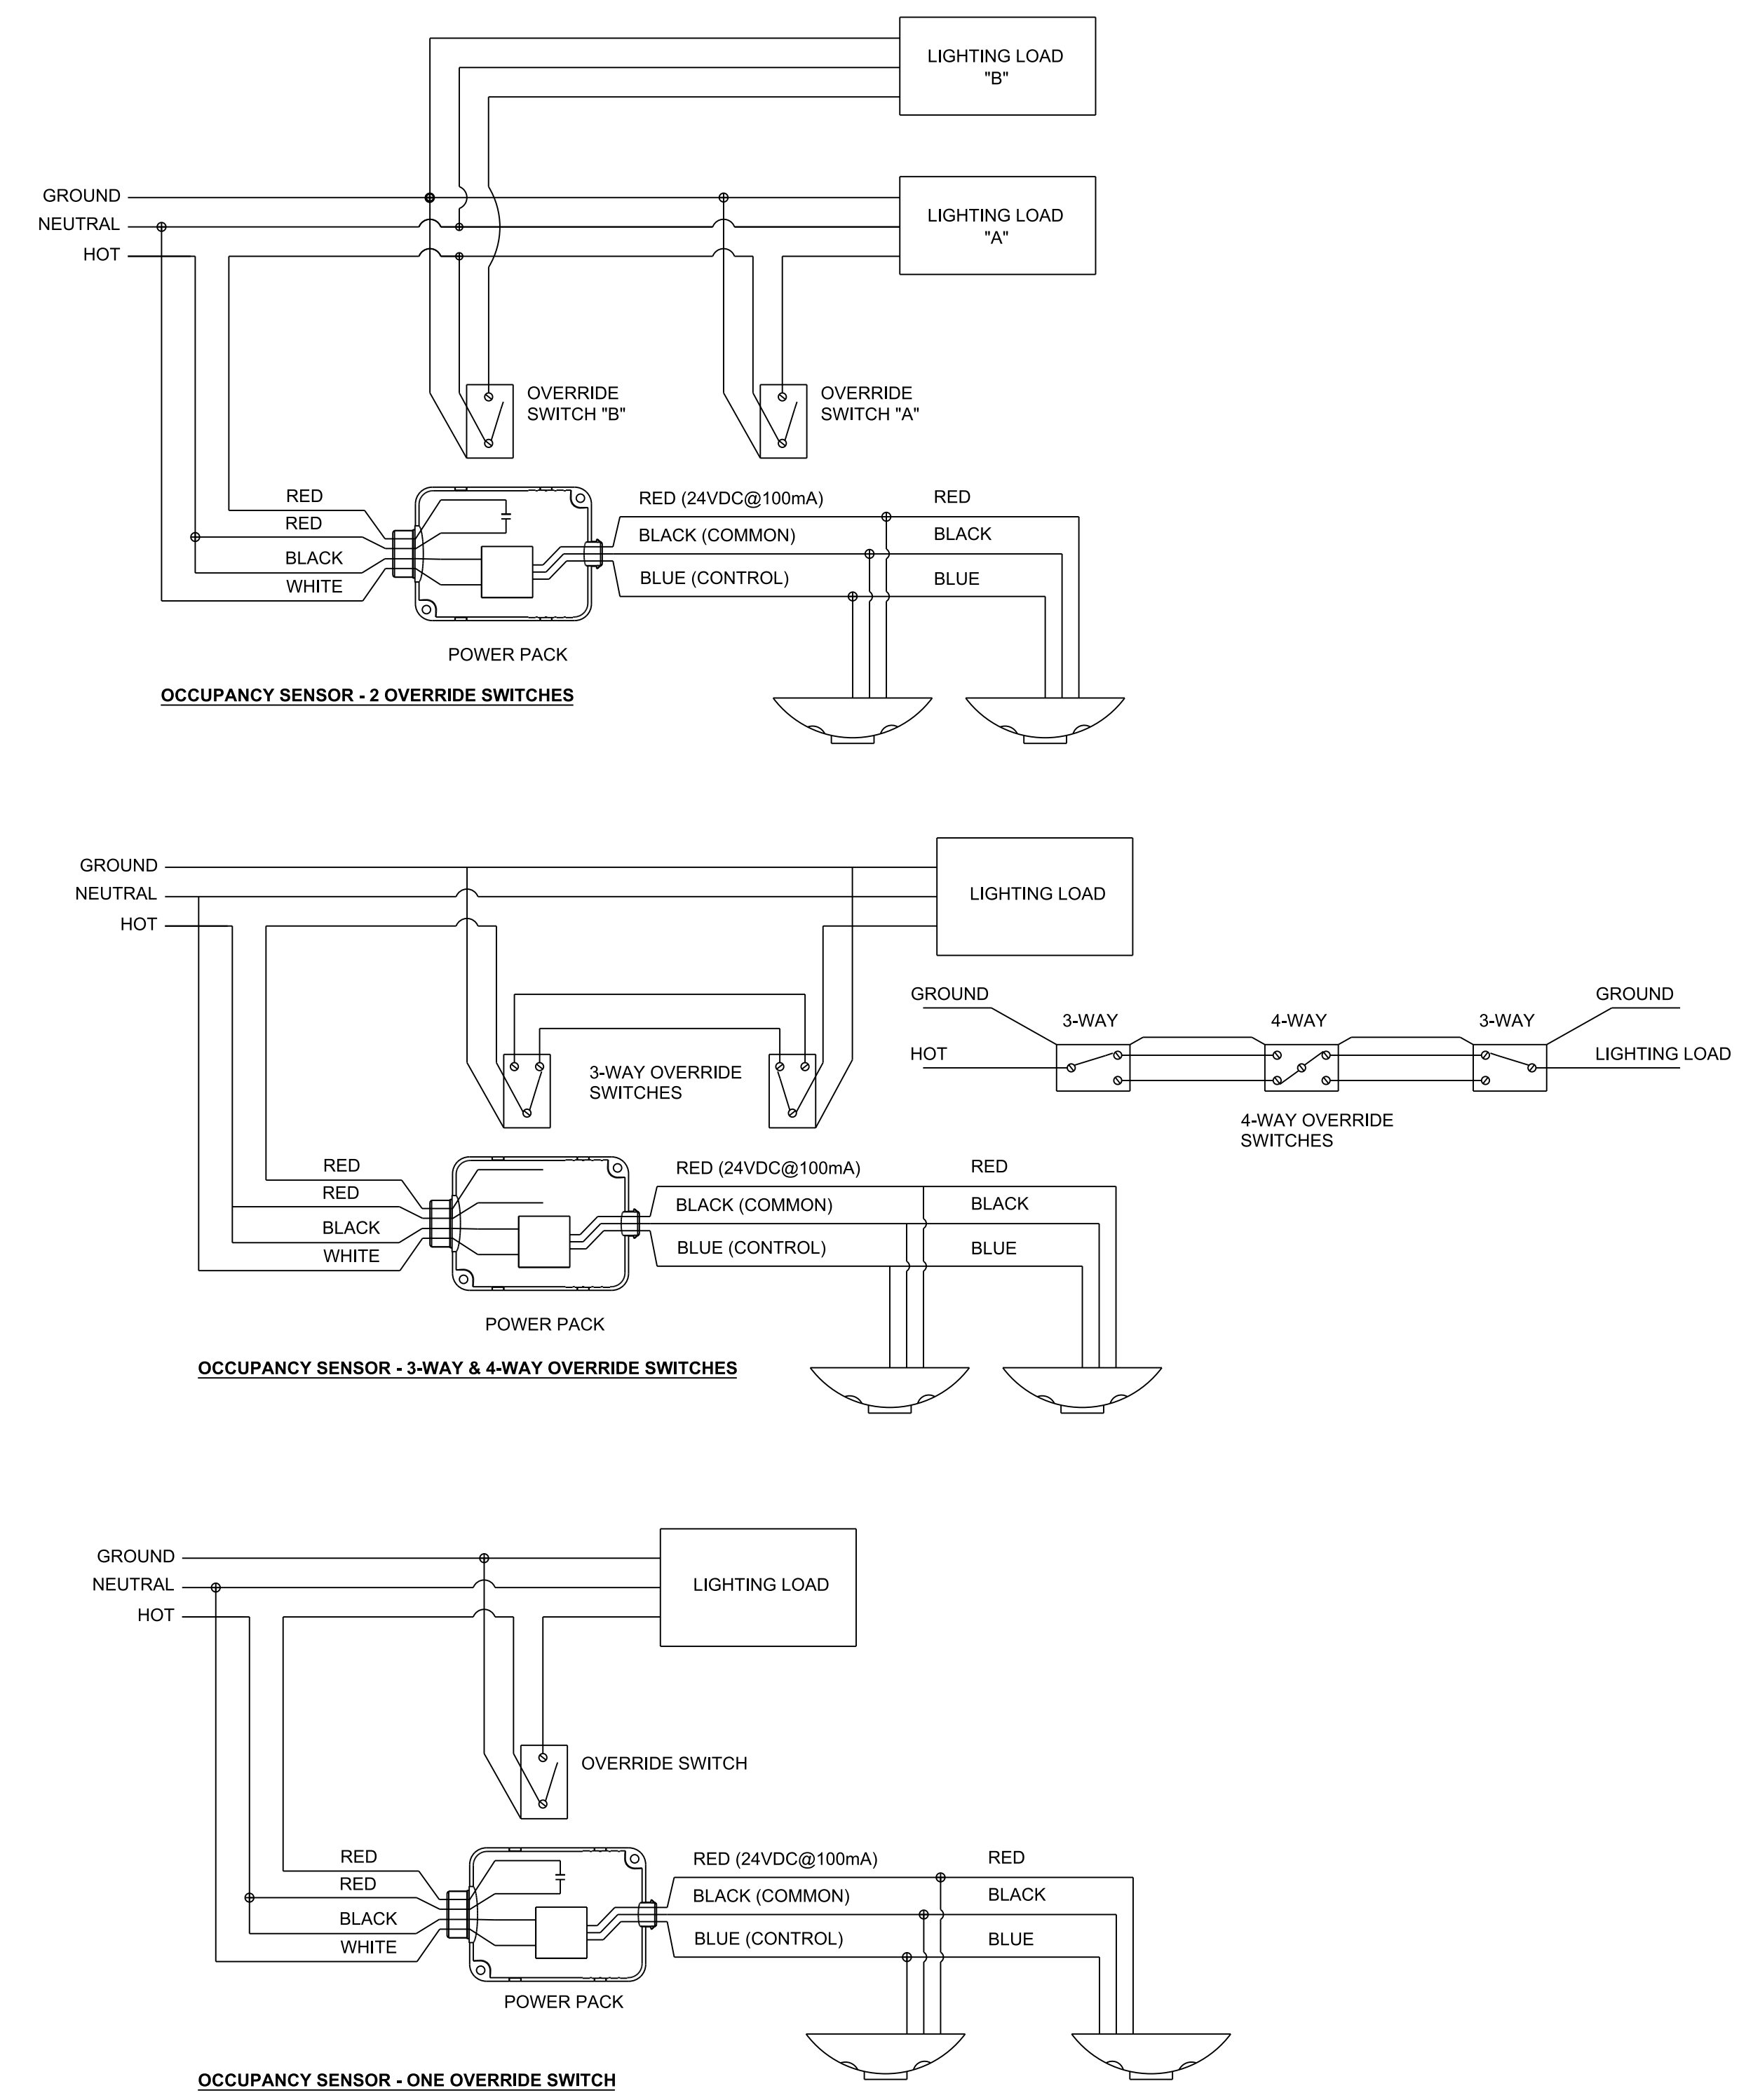 LIGHTING LOAD
"B"
GROUND
NEUTRAL
HOT
LIGHTING LOAD
"A"
OVERRIDE
SWITCH "B"
OVERRIDE
SWITCH "A"
RED
RED
BLACK
WHITE
RED (24VDC@100mA)
BLACK (COMMON)
BLUE (CONTROL)
RED
BLACK
BLUE
POWER PACK
OCCUPANCY SENSOR - 2 OVERRIDE SWITCHES
GROUND
NEUTRAL
HOT
LIGHTING LOAD
3-WAY OVERRIDE
SWITCHES
GROUND
HOT
3-WAY
4-WAY
3-WAY
GROUND
LIGHTING LOAD
4-WAY OVERRIDE
SWITCHES
RED
RED
BLACK
WHITE
RED (24VDC@100mA)
BLACK (COMMON)
BLUE (CONTROL)
RED
BLACK
BLUE
POWER PACK
OCCUPANCY SENSOR - 3-WAY & 4-WAY OVERRIDE SWITCHES
GROUND
NEUTRAL
HOT
LIGHTING LOAD
OVERRIDE SWITCH
RED
RED
BLACK
WHITE
RED (24VDC@100mA)
BLACK (COMMON)
BLUE (CONTROL)
RED
BLACK
BLUE
POWER PACK
OCCUPANCY SENSOR - ONE OVERRIDE SWITCH